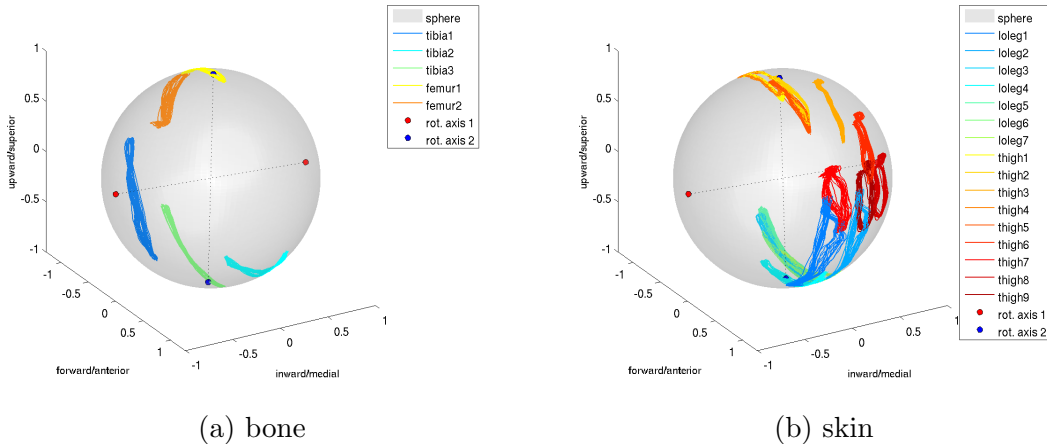 sphere
tibia1
tibia2
tibia3
femur1
femur2
rot. axis 1
rot. axis 2
upward/superior
1
0.5
0
-0.5
-1
-1
-0.5
0
0.5
1
forward/anterior
-1
-0.5
0
0.5
1
inward/medial
(a) bone
sphere
loleg1
loleg2
loleg3
loleg4
loleg5
loleg6
loleg7
thigh1
thigh2
thigh3
thigh4
thigh5
thigh6
thigh7
thigh8
thigh9
rot. axis 1
rot. axis 2
upward/superior
1
0.5
0
-0.5
-1
-1
-0.5
0
0.5
1
forward/anterior
-1
-0.5
0
0.5
1
inward/medial
(b) skin